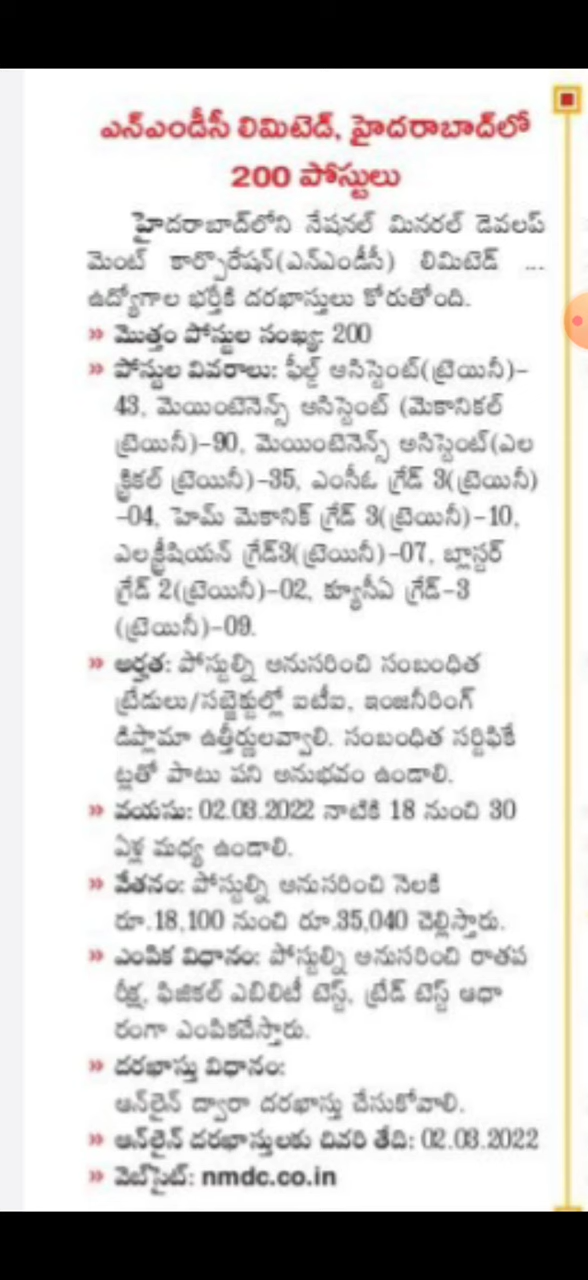 ఎన్ఎండీసీ లిమిటెడ్, హైదరాబాద్‌లో
200 పోస్టులు
హైదరాబాద్‌లోని నేషనల్ మినరల్ డెవలప్
మెంట్ కార్పొరేషన్(ఎన్ఎండీసీ) లిమిటెడ్ ...
ఉద్యోగాల భర్తీకి దరఖాస్తులు కోరుతోంది.
» మొత్తం పోస్టుల సంఖ్య: 200
» పోస్టుల వివరాలు: ఫీల్డ్ అసిస్టెంట్(ట్రెయినీ)–
43, మెయింటెనెన్స్ అసిస్టెంట్ (మెకానికల్
ట్రెయినీ)–90, మెయింటెనెన్స్ అసిస్టెంట్(ఎల
క్ట్రికల్ ట్రెయినీ)–35, ఎంసీఓ గ్రేడ్ 3(ట్రెయినీ)
–04, హెమ్ మెకానిక్ గ్రేడ్ 3(ట్రెయినీ)–10,
ఎలక్ట్రీషియన్ గ్రేడ్3(ట్రెయినీ)–07, బ్లాస్టర్
గ్రేడ్ 2(ట్రెయినీ)–02, క్యూసీఏ గ్రేడ్–3
(ట్రెయినీ)–09.
» అర్హత: పోస్టుల్ని అనుసరించి సంబంధిత
ట్రేడులు/సబ్జెక్టుల్లో ఐటీఐ, ఇంజనీరింగ్
డిప్లొమా ఉత్తీర్ణులవ్వాలి. సంబంధిత సర్టిఫికే
ట్లతో పాటు పని అనుభవం ఉండాలి.
» వయసు: 02.03.2022 నాటికి 18 నుంచి 30
ఏళ్ల మధ్య ఉండాలి.
» వేతనం: పోస్టుల్ని అనుసరించి నెలకి
రూ.18,100 నుంచి రూ.35,040 చెల్లిస్తారు.
» ఎంపిక విధానం: పోస్టుల్ని అనుసరించి రాతప
రీక్ష, ఫిజికల్ ఎబిలిటీ టెస్ట్, ట్రేడ్ టెస్ట్ ఆధా
రంగా ఎంపికచేస్తారు.
» దరఖాస్తు విధానం:
ఆన్‌లైన్ ద్వారా దరఖాస్తు చేసుకోవాలి.
» ఆన్‌లైన్ దరఖాస్తులకు చివరి తేది: 02.03.2022
» వెబ్‌సైట్: nmdc.co.in